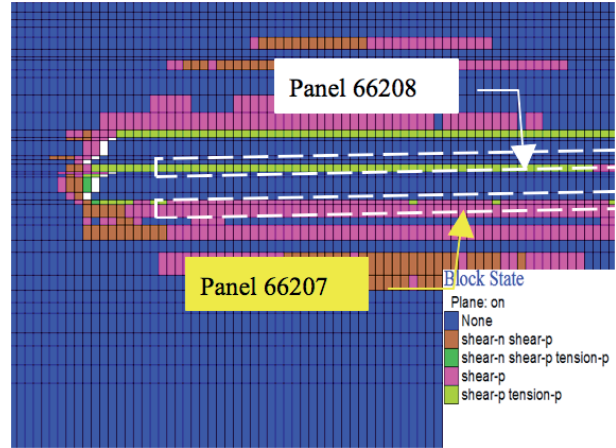 Panel 66208
Panel 66207
Block State
Plane: on
None
shear-n shear-p
shear-n shear-p tension-p
shear-p
shear-p tension-p